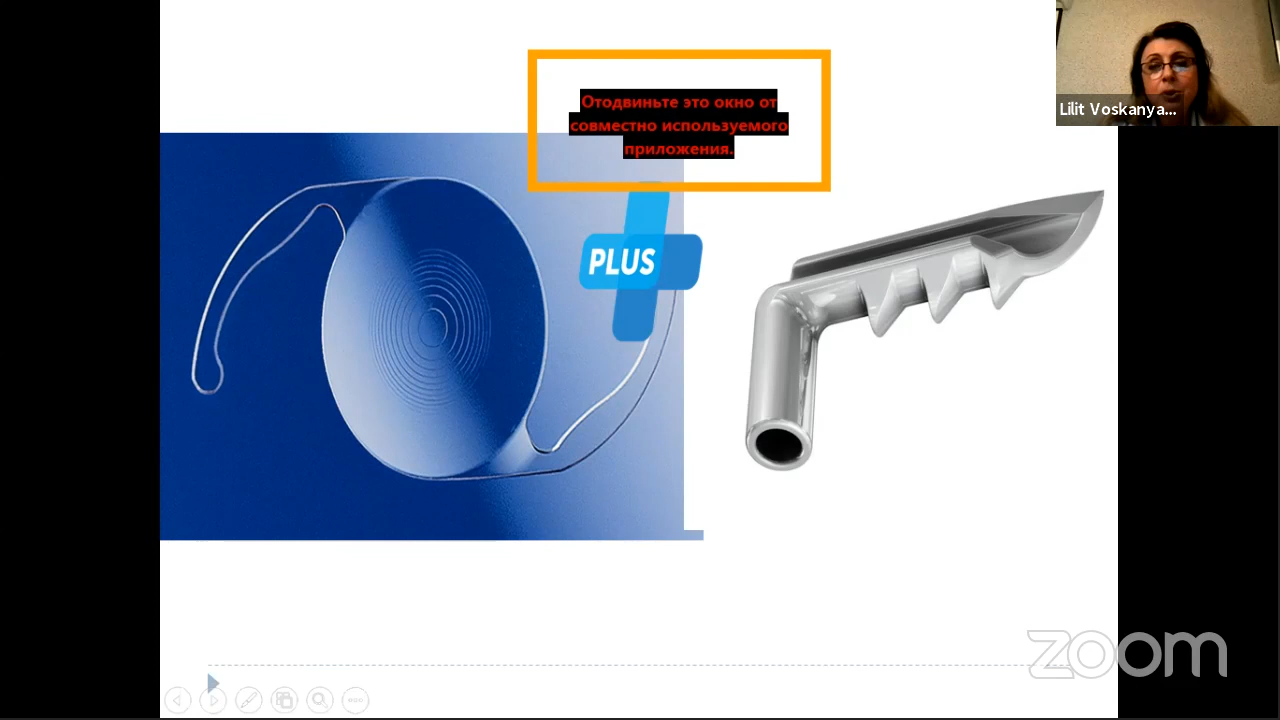 Отодвиньте это окно от
совместно используемого
приложения.
Lilit Voskanya...
PLUS
zoom